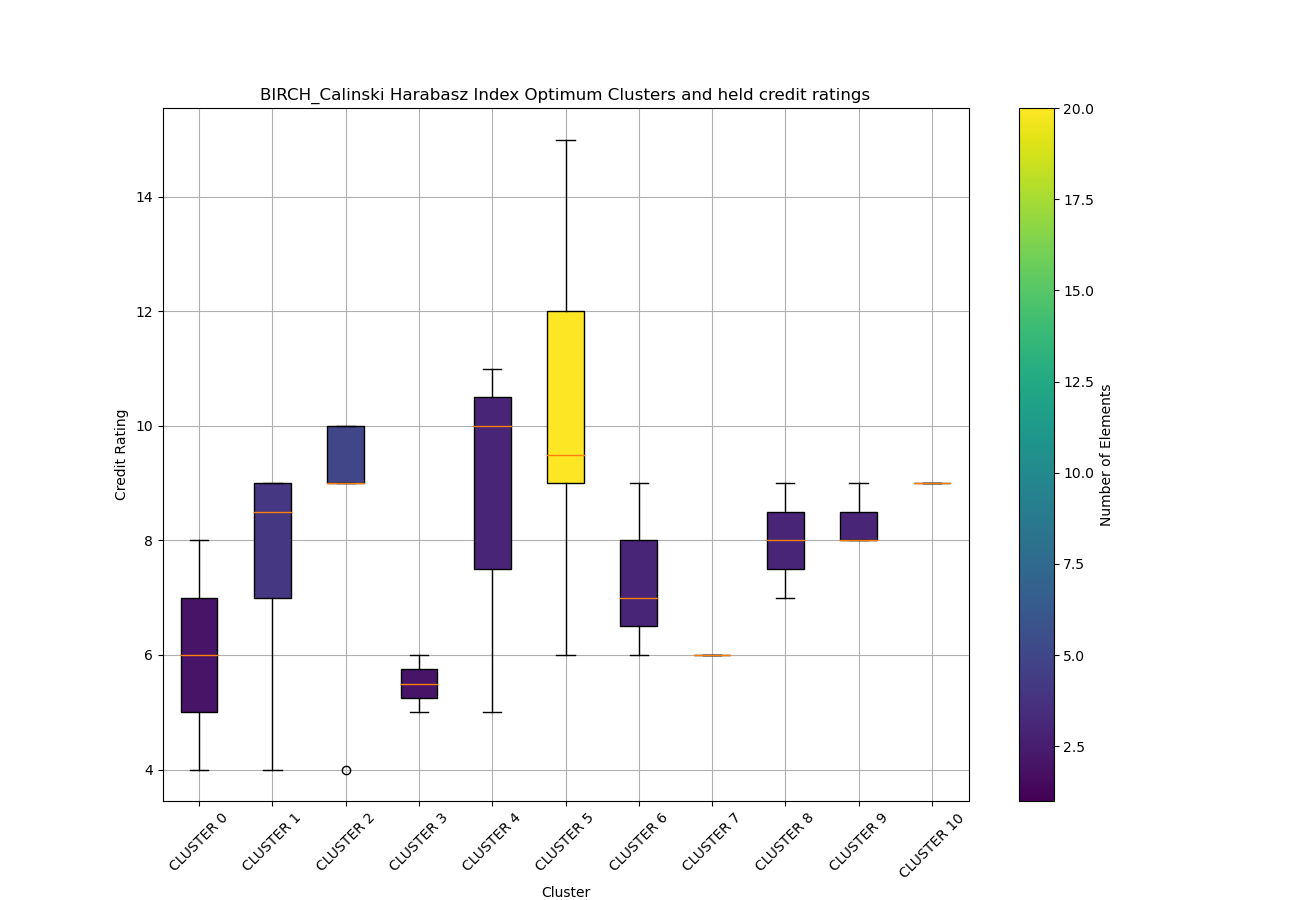 BIRCH_Calinski Harabasz Index Optimum Clusters and held credit ratings
Credit Rating
14
12
10
8
6
4
CLUSTER 0
CLUSTER 1
CLUSTER 2
CLUSTER 3
CLUSTER 4
CLUSTER 5
CLUSTER 6
CLUSTER 7
CLUSTER 8
CLUSTER 9
CLUSTER 10
Cluster
20.0
17.5
15.0
12.5
10.0
7.5
5.0
2.5
Number of Elements